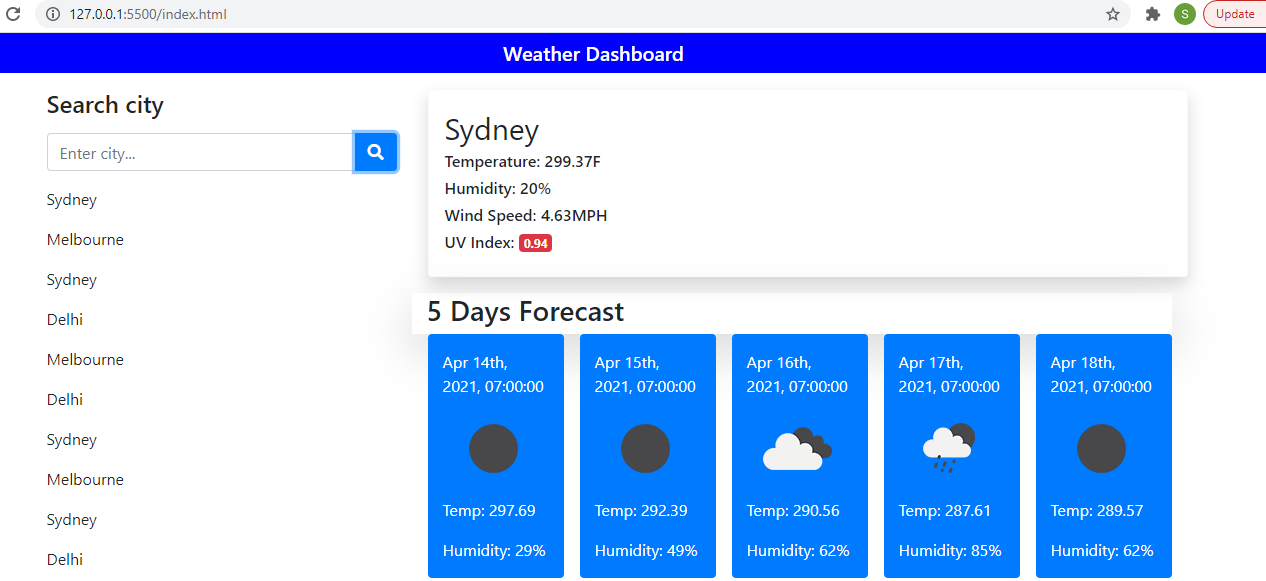 127.0.0.1:5500/index.html
S
Update
Weather Dashboard
Search city
Enter city...
Sydney
Melbourne
Sydney
Delhi
Melbourne
Delhi
Sydney
Melbourne
Sydney
Delhi
Sydney
Temperature: 299.37F
Humidity: 20%
Wind Speed: 4.63MPH
UV Index: 0.94
5 Days Forecast
Apr 14th,
2021, 07:00:00
Temp: 297.69
Humidity: 29%
Apr 15th,
2021, 07:00:00
Temp: 292.39
Humidity: 49%
Apr 16th,
2021, 07:00:00
Temp: 290.56
Humidity: 62%
Apr 17th,
2021, 07:00:00
Temp: 287.61
Humidity: 85%
Apr 18th,
2021, 07:00:00
Temp: 289.57
Humidity: 62%